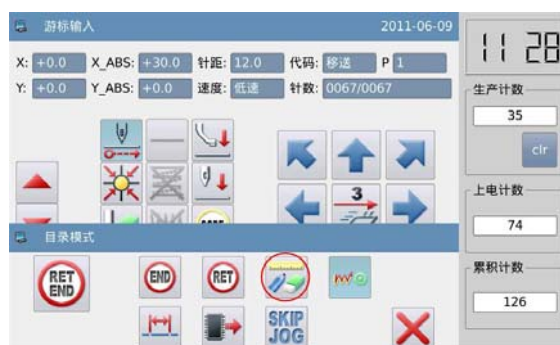 游标输入 2011-06-09
X: +0.0 X_ABS: +30.0 针距: 12.0 代码: 移送 P 1
Y: +0.0 Y_ABS: +0.0 速度: 低速 针数: 0067/0067
3
目录模式
RET
END
END
RET
SKIP
JOG
11 28
生产计数
35
clr
上电计数
74
累积计数
126